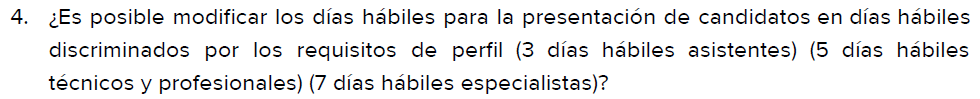 4. ¿Es posible modificar los días hábiles para la presentación de candidatos en días hábiles
discriminados por los requisitos de perfil (3 días hábiles asistentes) (5 días hábiles
técnicos y profesionales) (7 días hábiles especialistas)?